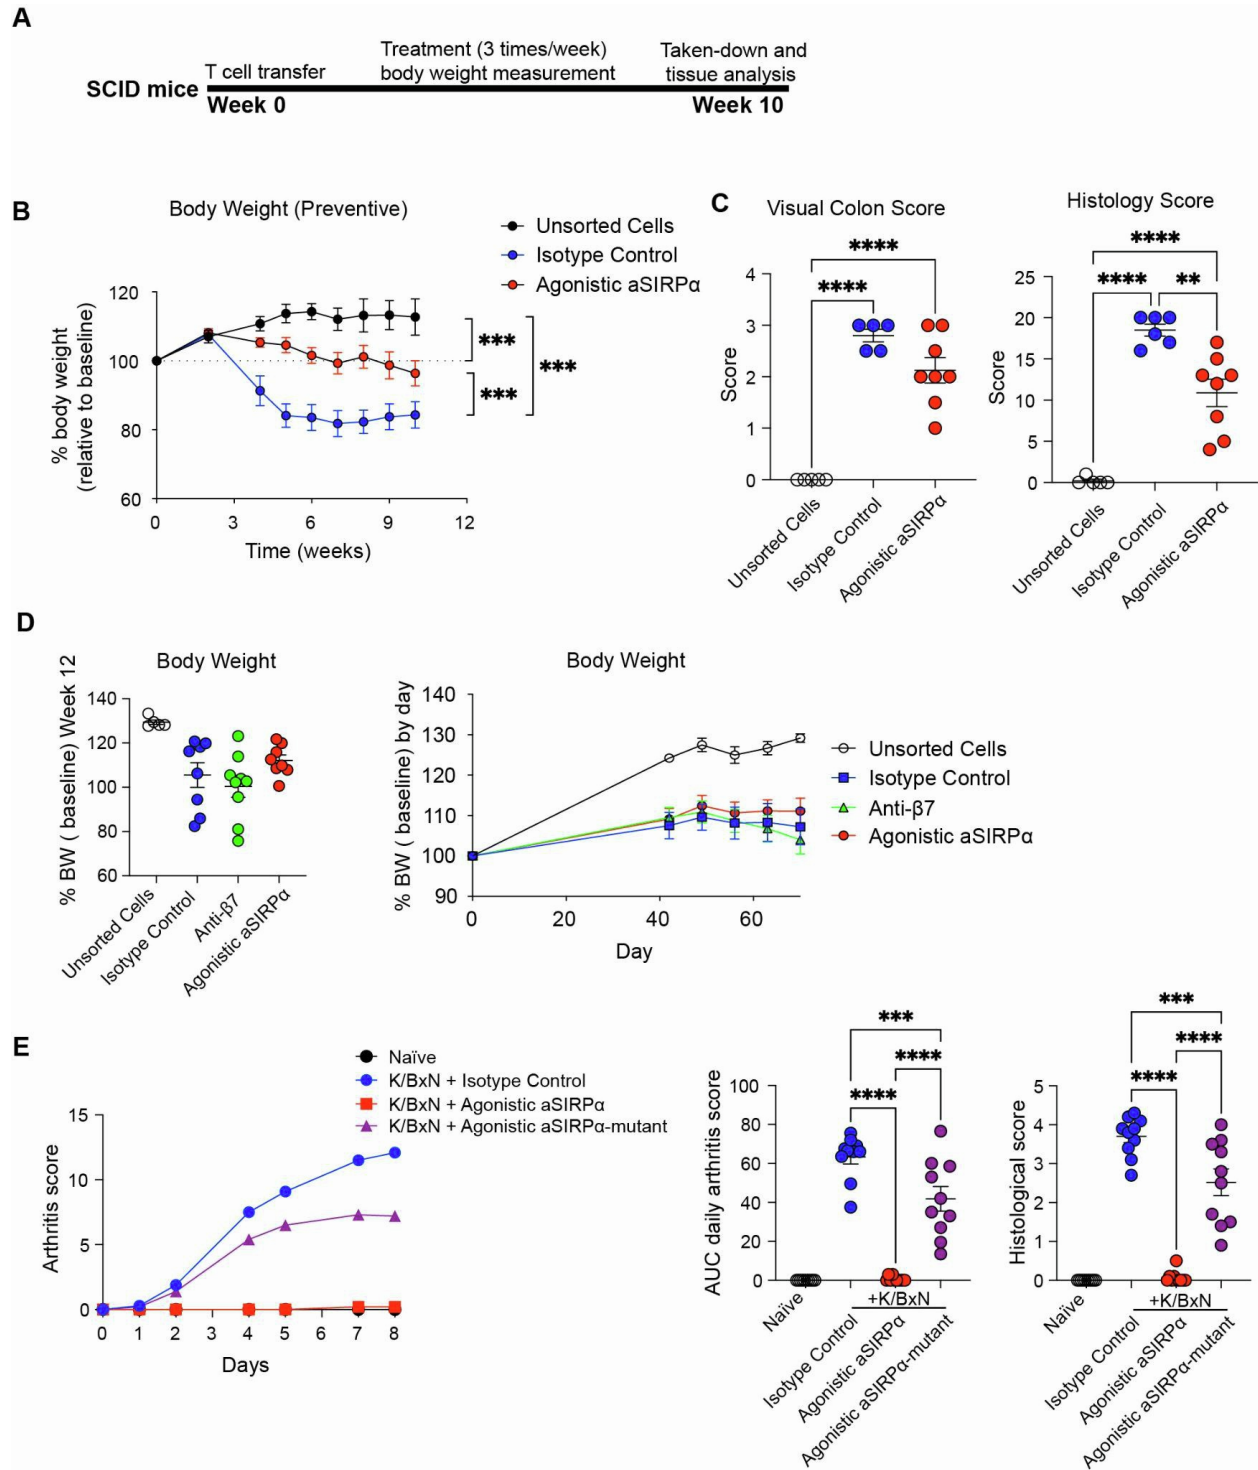 A
SCID mice
T cell transfer
Treatment (3 times/week)
body weight measurement
Taken-down and
tissue analysis
Week 0
Week 10
B
Body Weight (Preventive)
Unsorted Cells
Isotype Control
Agonistic aSIRPα
% body weight
(relative to baseline)
120
100
80
60
0
3
6
9
12
Time (weeks)
***
***
***
C
Visual Colon Score
Score
4
3
2
1
0
****
****
Unsorted Cells
Isotype Control
Agonistic aSIRPα
Histology Score
Score
25
20
15
10
5
0
****
****
**
Unsorted Cells
Isotype Control
Agonistic aSIRPα
D
Body Weight
% BW ( baseline) Week 12
140
120
100
80
60
Unsorted Cells
Isotype Control
Anti-β7
Agonistic aSIRPα
Body Weight
% BW ( baseline) by day
140
130
120
110
100
90
0
20
40
60
Day
Unsorted Cells
Isotype Control
Anti-β7
Agonistic aSIRPα
E
Naïve
K/BxN + Isotype Control
K/BxN + Agonistic aSIRPα
K/BxN + Agonistic aSIRPα-mutant
Arthritis score
15
10
5
0
0
1
2
3
4
5
6
7
8
Days
AUC daily arthritis score
100
80
60
40
20
0
***
****
****
Naïve
+K/BxN
Isotype Control
Agonistic aSIRPα
Agonistic aSIRPα-mutant
Histological score
5
4
3
2
1
0
***
****
****
Naïve
+K/BxN
Isotype Control
Agonistic aSIRPα
Agonistic aSIRPα-mutant